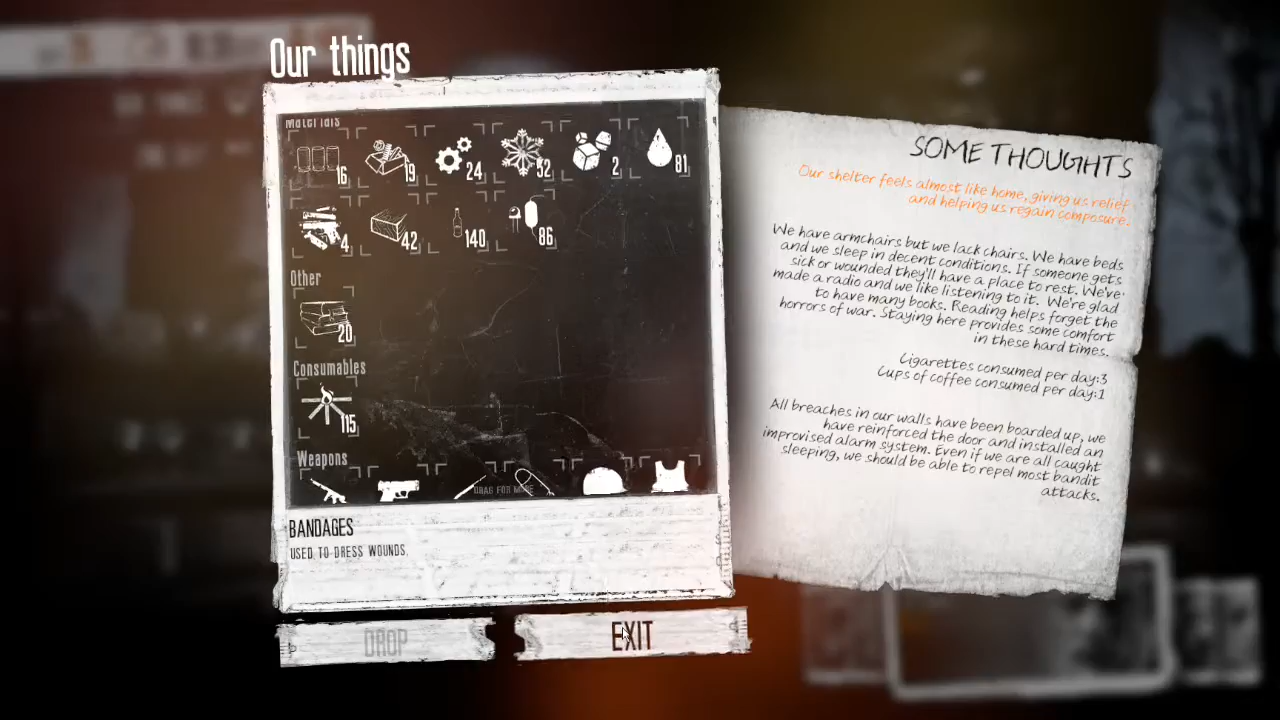 Our things
Materials
16
19
24
52
2
81
4
42
140
86
Other
20
Consumables
115
Weapons
DRAG FOR MORE
BANDAGES
USED TO DRESS WOUNDS.
DROP
EXIT
SOME THOUGHTS
Our shelter feels almost like home, giving us relief
and helping us regain composure.
We have armchairs but we lack chairs. We have beds
and we sleep in decent conditions. If someone gets
sick or wounded they'll have a place to rest. We've
made a radio and we like listening to it. We're glad
to have many books. Reading helps forget the
horrors of war. Staying here provides some comfort
in these hard times.
Cigarettes consumed per day:3
Cups of coffee consumed per day:1
All breaches in our walls have been boarded up, we
have reinforced the door and installed an
improvised alarm system. Even if we are all caught
sleeping, we should be able to repel most bandit
attacks.